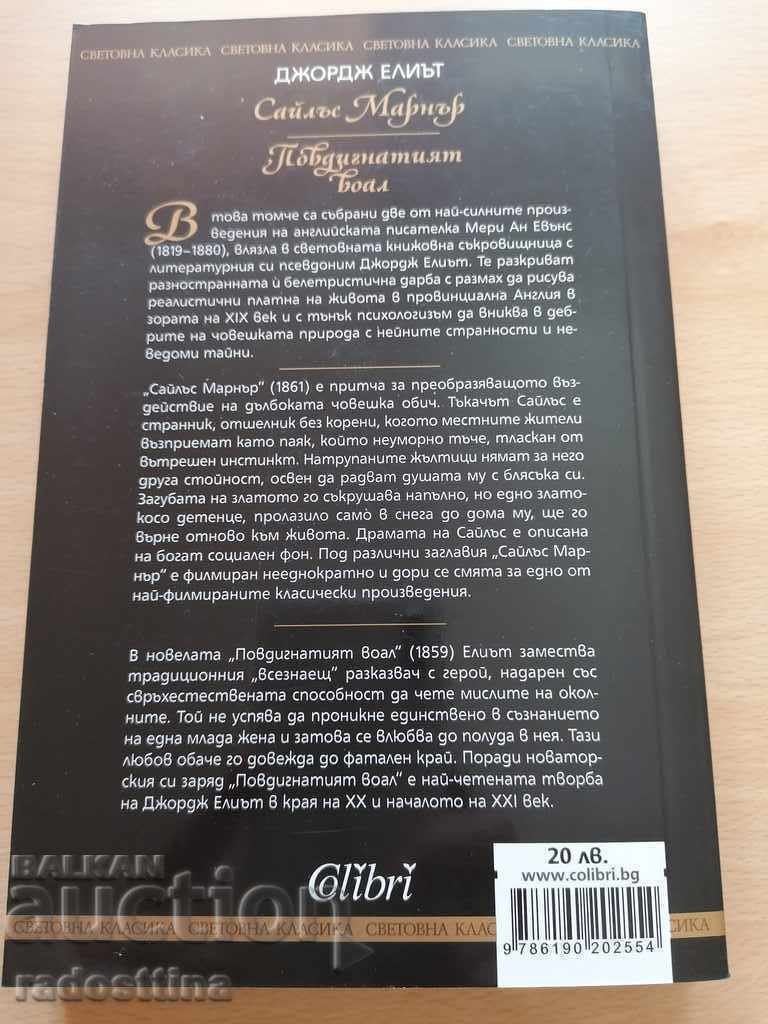 СВЕТОВНА КЛАСИКА СВЕТОВНА КЛАСИКА СВЕТОВНА КЛАСИКА СВЕТОВНА КЛАСИКА
ДЖОРДЖ ЕЛИЪТ
Сайлъс Марнър
Повдигнатият
воал
В това томче са събрани две от най-силните произ-
ведения на английската писателка Мери Ан Евънс
(1819–1880), влязла в световната книжовна съкровищница с
литературния си псевдоним Джордж Елиът. Те разкриват
разностранната ѝ белетристична дарба с размах да рисува
реалистични платна на живота в провинциална Англия в
зората на XIX век и с тънък психологизъм да вниква в деб-
рите на човешката природа с нейните странности и не-
ведоми тайни.
„Сайлъс Марнър“ (1861) е притча за преобразяващото въз-
действие на дълбоката човешка обич. Тъкачът Сайлъс е
странник, отшелник без корени, когото местните жители
възприемат като паяк, който неуморно тъче, тласкан от
вътрешен инстинкт. Натрупаните жълтици нямат за него
друга стойност, освен да радват душата му с блясъка си.
Загубата на златото го съкрушава напълно, но едно злато-
косо детенце, пролазило самò в снега до дома му, ще го
върне отново към живота. Драмата на Сайлъс е описана
на богат социален фон. Под различни заглавия „Сайлъс Мар-
нър“ е филмиран нееднократно и дори се смята за едно от
най-филмираните класически произведения.
В новелата „Повдигнатият воал“ (1859) Елиът замества
традиционния „всезнаещ“ разказвач с герой, надарен със
свръхестествената способност да чете мислите на окол-
ните. Той не успява да проникне единствено в съзнанието
на една млада жена и затова се влюбва до полуда в нея. Тази
любов обаче го довежда до фатален край. Поради новатор-
ския си заряд „Повдигнатият воал“ е най-четената творба
на Джордж Елиът в края на XX и началото на XXI век.
Colibri
20 лв.
www.colibri.bg
9 786190 202554
СВЕТОВНА КЛАСИКА СВЕТОВНА КЛАСИКА СВЕТОВНА КЛАСИКА
BALKAN
auction
radosttina